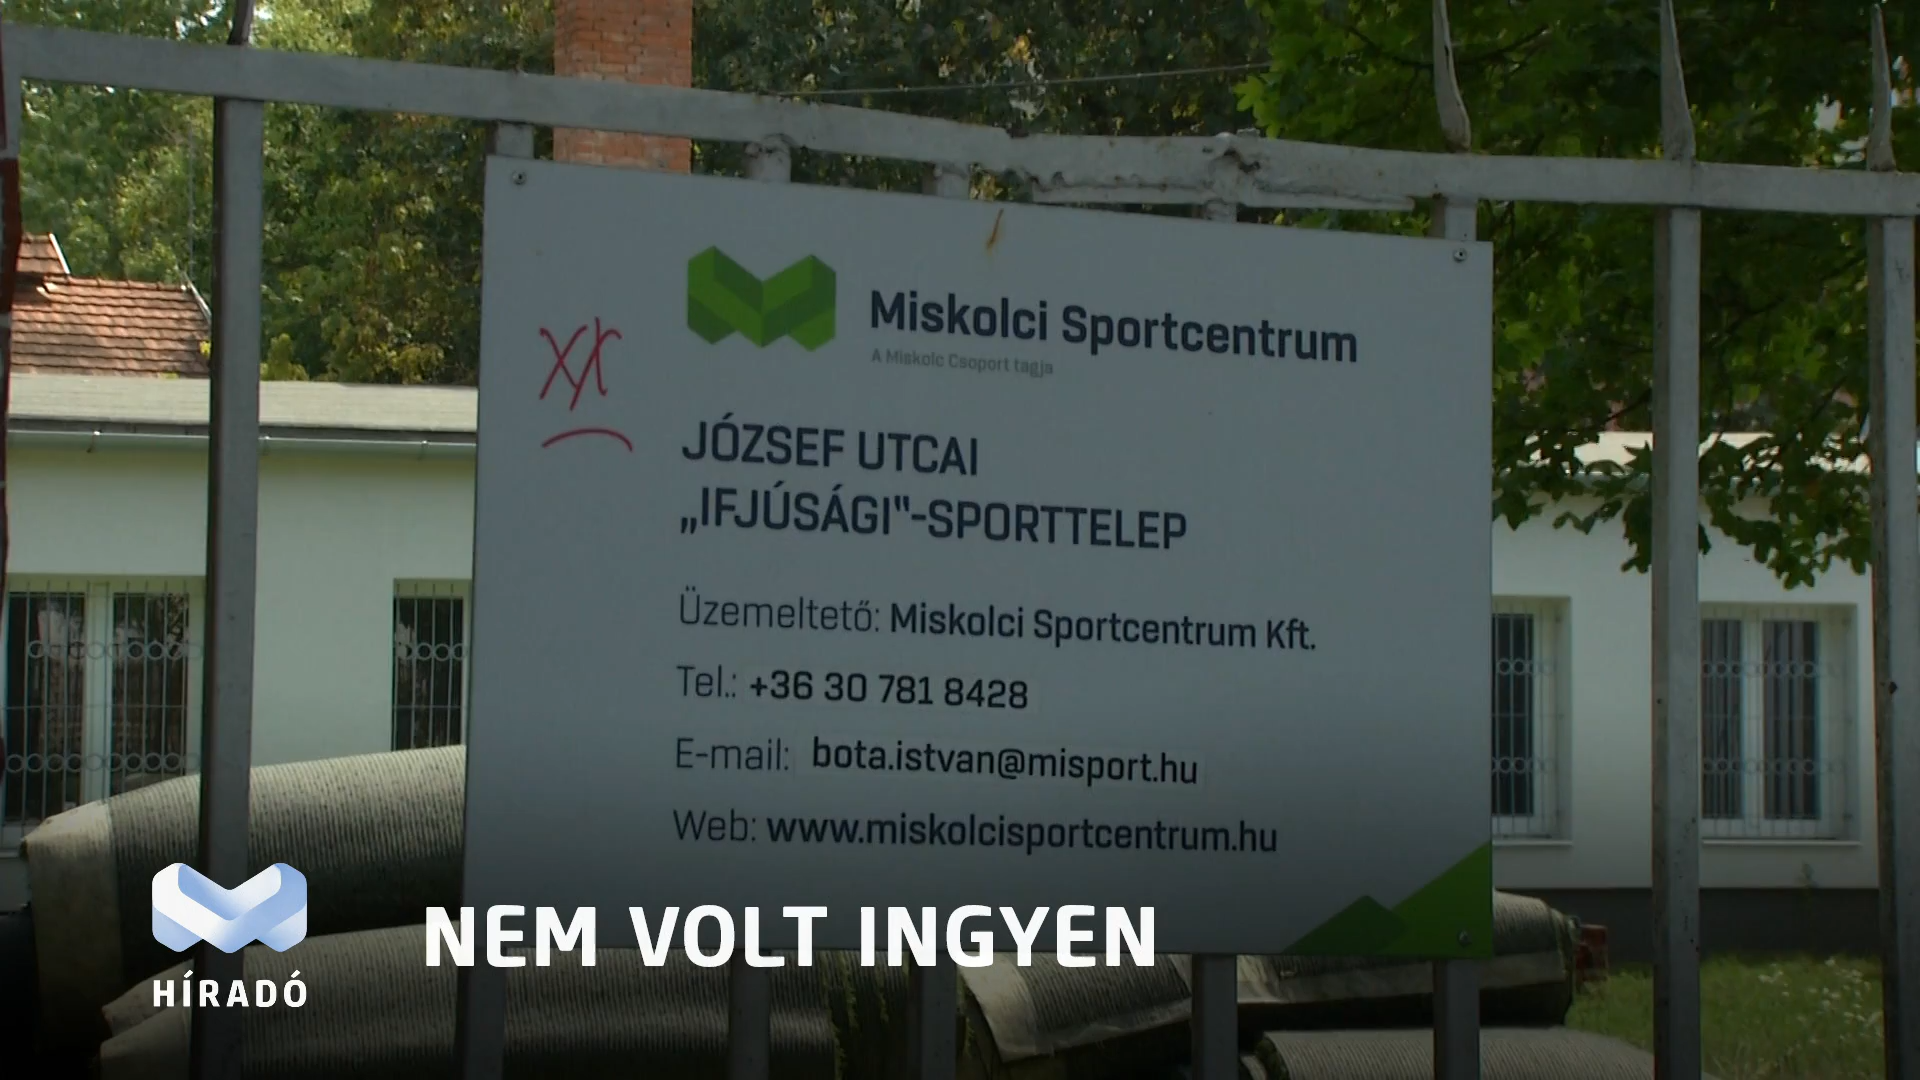 Miskolci Sportcentrum
A Miskolc Csoport tagja
XX
JÓZSEF UTCAI
„IFJÚSÁGI"-SPORTTELEP
Üzemeltető: Miskolci Sportcentrum Kft.
Tel.: +36 30 781 8428
E-mail: bota.istvan@misport.hu
Web: www.miskolcisportcentrum.hu
NEM VOLT INGYEN
HÍRADÓ